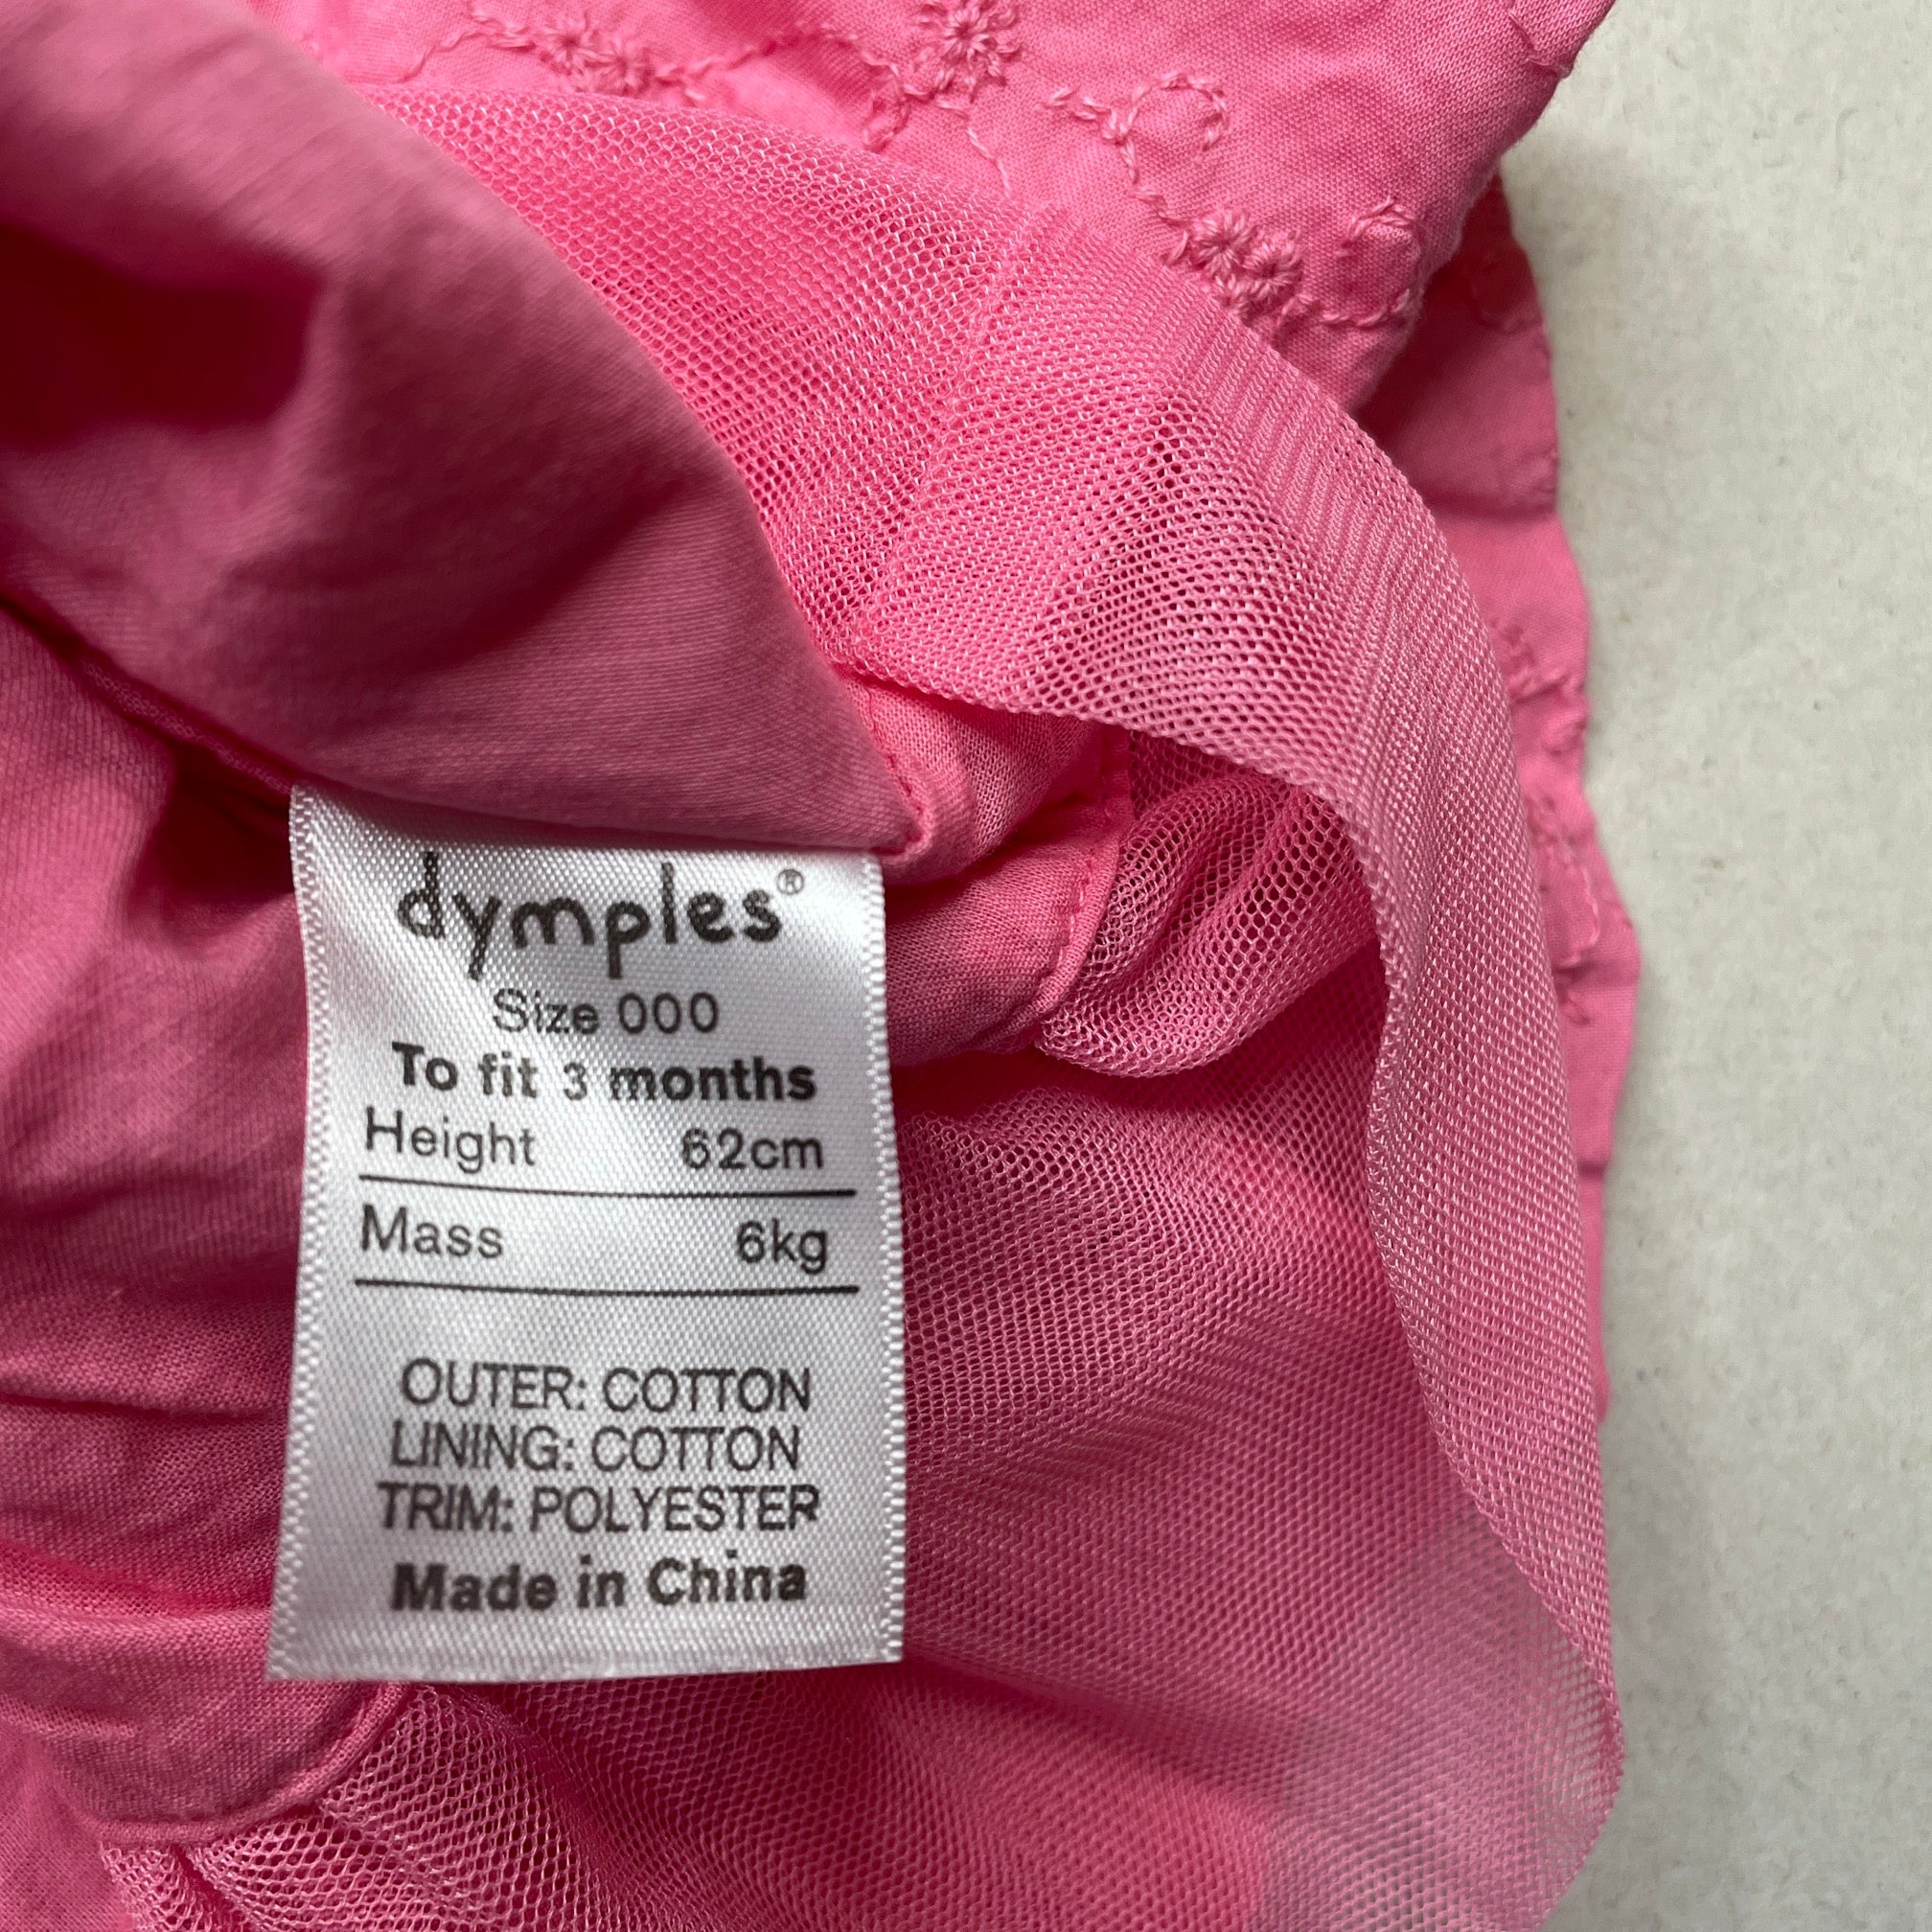 dymples®
Size 000
To fit 3 months
Height 62cm
Mass 6kg
OUTER: COTTON
LINING: COTTON
TRIM: POLYESTER
Made in China